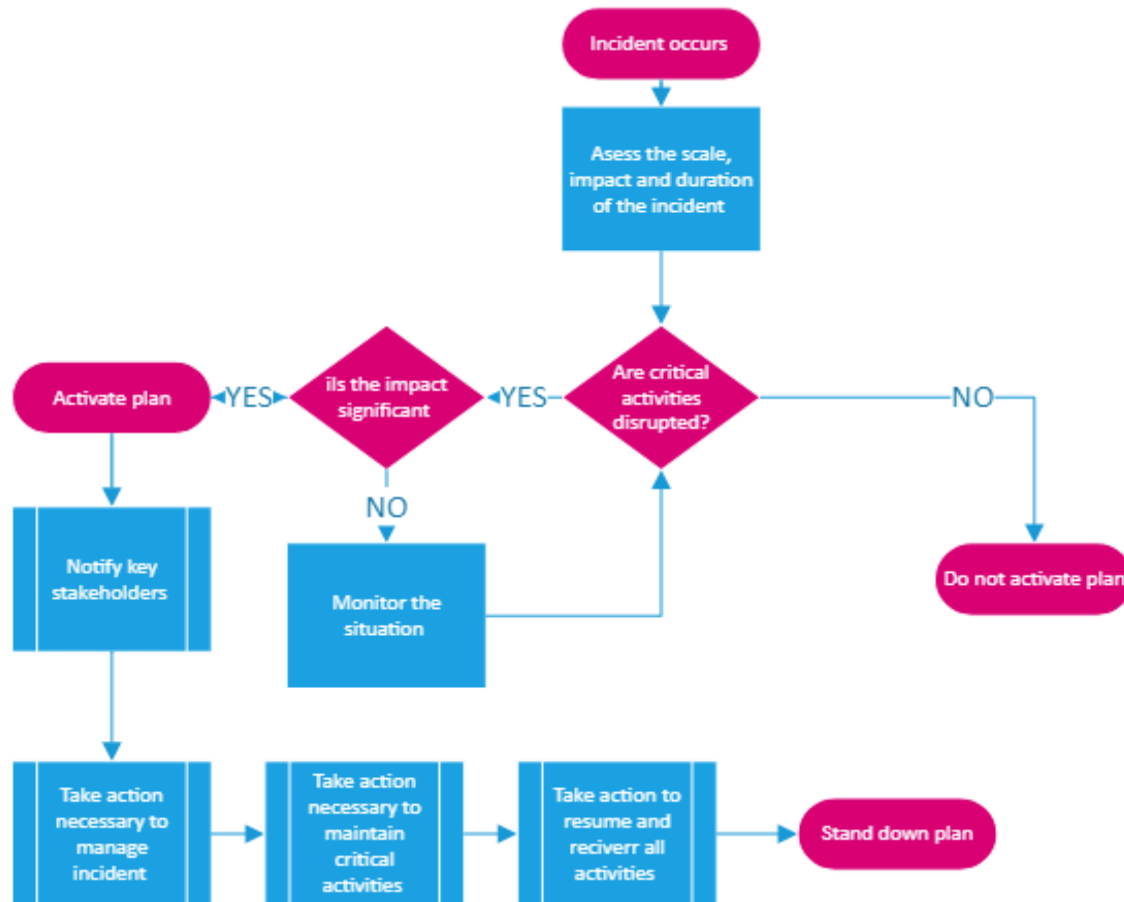 Incident occurs
Asess the scale,
impact and duration
of the incident
Are critical
activities
disrupted?
YES
NO
iIs the impact
significant
YES
NO
Activate plan
Notify key
stakeholders
Monitor the
situation
Do not activate plan
Take action
necessary to
manage
incident
Take action
necessary to
maintain
critical
activities
Take action to
resume and
reciverr all
activities
Stand down plan